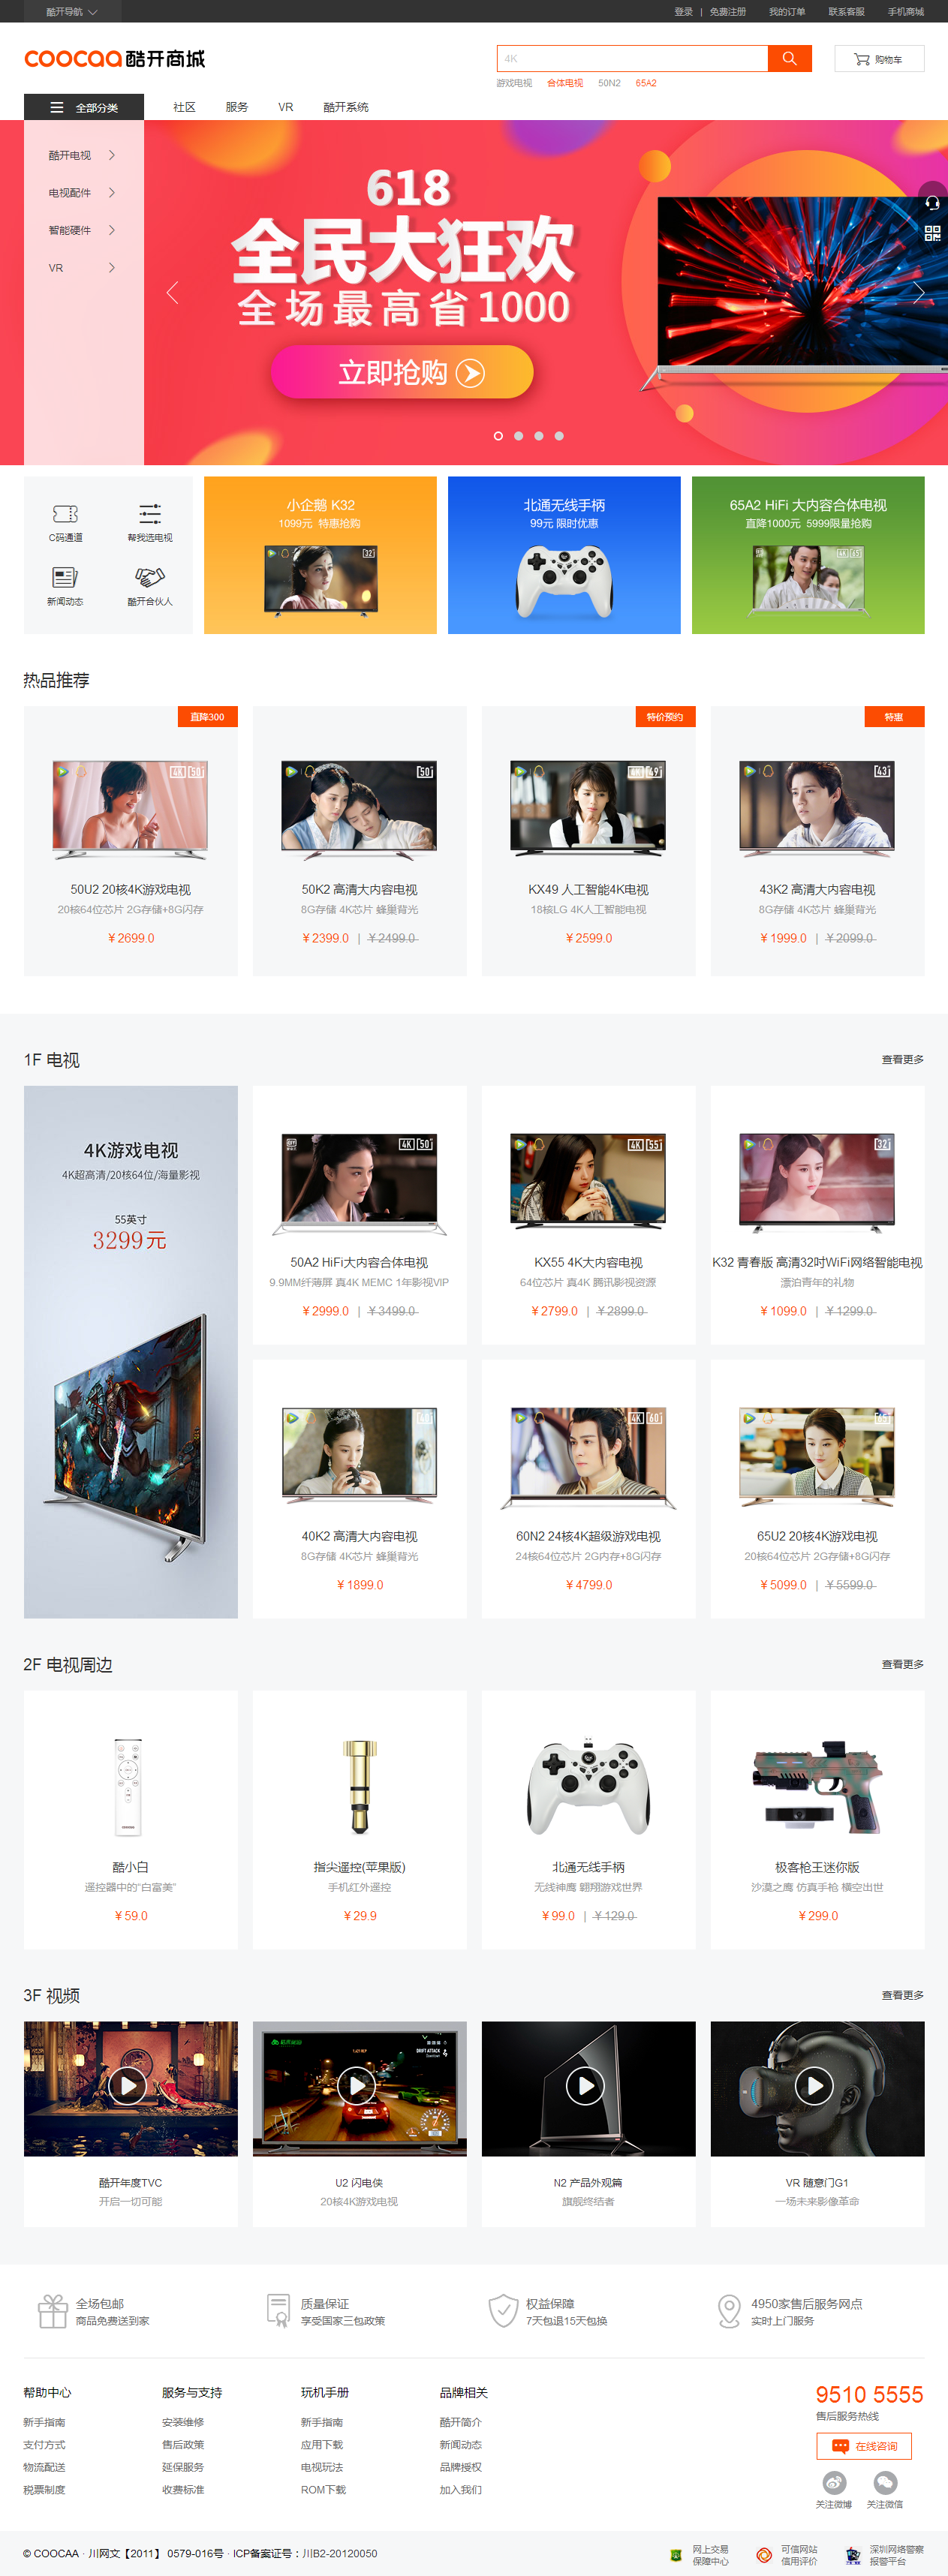 酷开导航
登录 | 免费注册 我的订单 联系客服 手机商城
COOCAA 酷开商城
4K
购物车
游戏电视 合体电视 50N2 65A2
全部分类 社区 服务 VR 酷开系统
酷开电视
电视配件
智能硬件
VR
618
全民大狂欢
全场最高省1000
立即抢购
C码通道 帮我选电视
新闻动态 酷开合伙人
小企鹅 K32
1099元 特惠抢购
32
北通无线手柄
99元 限时优惠
65A2 HiFi 大内容合体电视
直降1000元 5999限量抢购
4K 65
热品推荐
直降300
4K 50
50U2 20核4K游戏电视
20核64位芯片 2G存储+8G闪存
¥2699.0
50
50K2 高清大内容电视
8G存储 4K芯片 蜂巢背光
¥2399.0 | ¥2499.0
特价预约
4K 49
KX49 人工智能4K电视
18核LG 4K人工智能电视
¥2599.0
特惠
43
43K2 高清大内容电视
8G存储 4K芯片 蜂巢背光
¥1999.0 | ¥2099.0
1F 电视 查看更多
4K游戏电视
4K超高清/20核64位/海量影视
55英寸
3299元
4K 50
50A2 HiFi大内容合体电视
9.9MM纤薄屏 真4K MEMC 1年影视VIP
¥2999.0 | ¥3499.0
4K 55
KX55 4K大内容电视
64位芯片 真4K 腾讯影视资源
¥2799.0 | ¥2899.0
32
K32 青春版 高清32吋WiFi网络智能电视
漂泊青年的礼物
¥1099.0 | ¥1299.0
40
40K2 高清大内容电视
8G存储 4K芯片 蜂巢背光
¥1899.0
4K 60
60N2 24核4K超级游戏电视
24核64位芯片 2G内存+8G闪存
¥4799.0
65U2 20核4K游戏电视
20核64位芯片 2G存储+8G闪存
¥5099.0 | ¥5599.0
2F 电视周边 查看更多
酷小白
遥控器中的“白富美”
¥59.0
指尖遥控(苹果版)
手机红外遥控
¥29.9
北通无线手柄
无线神鹰 翱翔游戏世界
¥99.0 | ¥129.0
极客枪王迷你版
沙漠之鹰 仿真手枪 横空出世
¥299.0
3F 视频 查看更多
酷开年度TVC
开启一切可能
DRIFT ATTACK
U2 闪电侠
20核4K游戏电视
N2 产品外观篇
旗舰终结者
VR 随意门G1
一场未来影像革命
全场包邮
商品免费送到家
质量保证
享受国家三包政策
权益保障
7天包退15天包换
4950家售后服务网点
实时上门服务
帮助中心
新手指南
支付方式
物流配送
税票制度
服务与支持
安装维修
售后政策
延保服务
收费标准
玩机手册
新手指南
应用下载
电视玩法
ROM下载
品牌相关
酷开简介
新闻动态
品牌授权
加入我们
9510 5555
售后服务热线
在线咨询
关注微博 关注微信
© COOCAA · 川网文【2011】 0579-016号 · ICP备案证号：川B2-20120050
网上交易
保障中心
可信网站
信用评价
深圳网络警察
报警平台